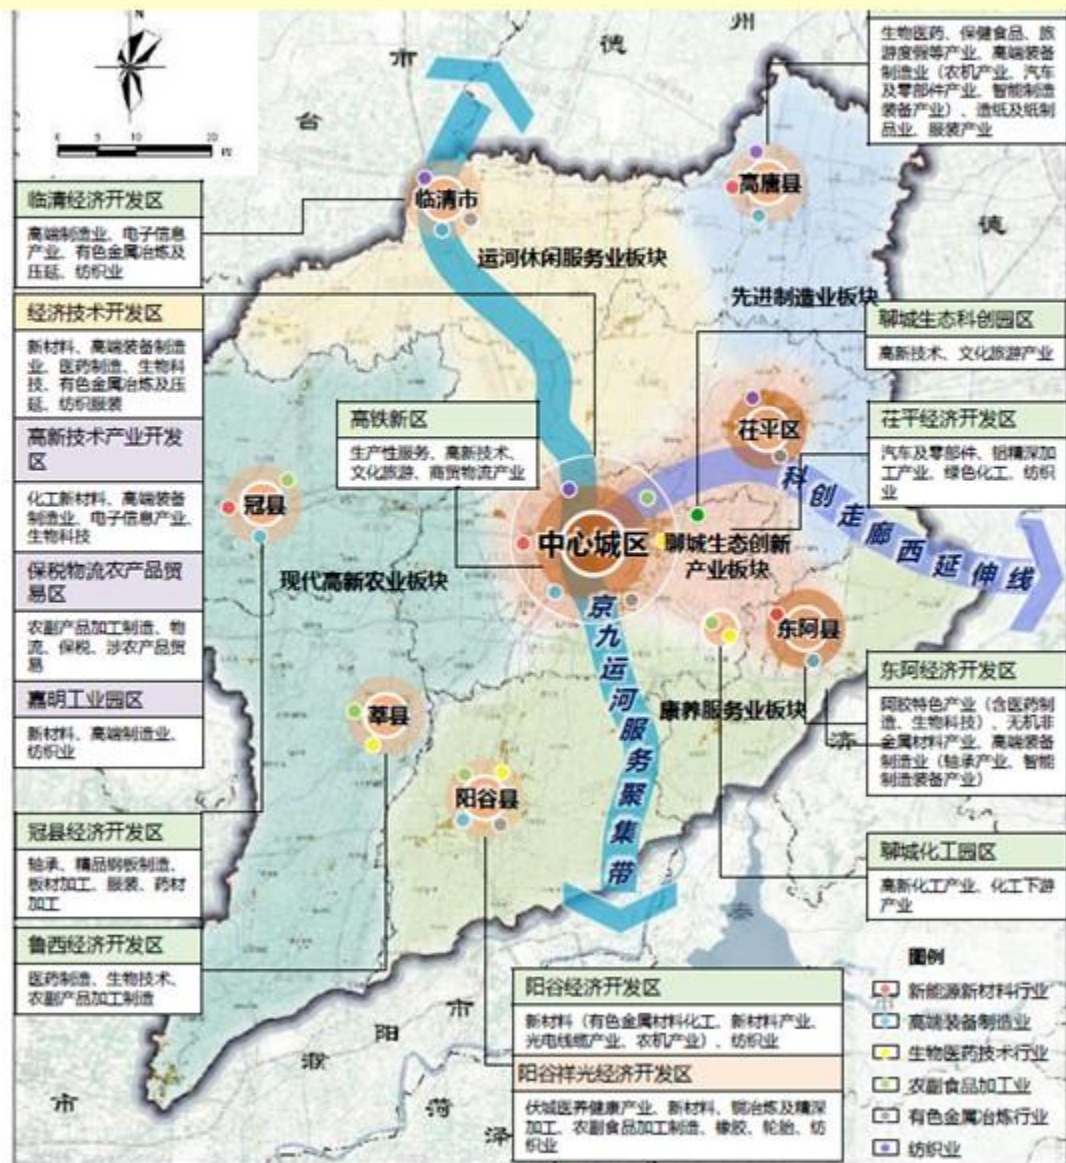 N
0 5 10 20
市
德
州
台
德
生物医药、保健食品、旅
游度假等产业、高端装备
制造业（农机产业、汽车
及零部件产业、智能制造
装备产业）、造纸及纸制
品业、服装产业
临清经济开发区
高端制造业、电子信息
产业、有色金属冶炼及
压延、纺织业
经济技术开发区
新材料、高端装备制造
业、医药制造、生物科
技、有色金属冶炼及压
延、纺织服装
高新技术产业开发
区
化工新材料、高端装备
制造业、电子信息产业、
生物科技
保税物流农产品贸
易区
农副产品加工制造、物
流、保税、涉农产品贸
易
嘉明工业园区
新材料、高端制造业、
纺织业
冠县经济开发区
轴承、精品钢板制造、
板材加工、服装、药材
加工
鲁西经济开发区
医药制造、生物技术、
农副产品加工制造
临清市
高唐县
运河休闲服务业板块
先进制造业板块
高铁新区
生产性服务、高新技术、
文化旅游、商贸物流产业
茌平区
冠县
中心城区
聊城生态创新
产业板块
现代高新农业板块
科创走廊西延伸线
京九运河服务聚集带
东阿县
康养服务业板块
莘县
阳谷县
聊城生态科创园区
高新技术、文化旅游产业
茌平经济开发区
汽车及零部件、铝精深加
工产业、绿色化工、纺织
业
东阿经济开发区
阿胶特色产业（含医药制
造、生物科技）、无机非
金属材料产业、高端装备
制造业（轴承产业、智能
制造装备产业）
济
聊城化工园区
高新化工产业、化工下游
产业
泰
阳谷经济开发区
新材料（有色金属材料化工、新材料产业、
光电线缆产业、农机产业）、纺织业
阳谷祥光经济开发区
伏城医养健康产业、新材料、铜冶炼及精深
加工、农副食品加工制造、橡胶、轮胎、纺
织业
市
濮
阳
市
菏
泽
图例
新能源新材料行业
高端装备制造业
生物医药技术行业
农副食品加工业
有色金属冶炼行业
纺织业